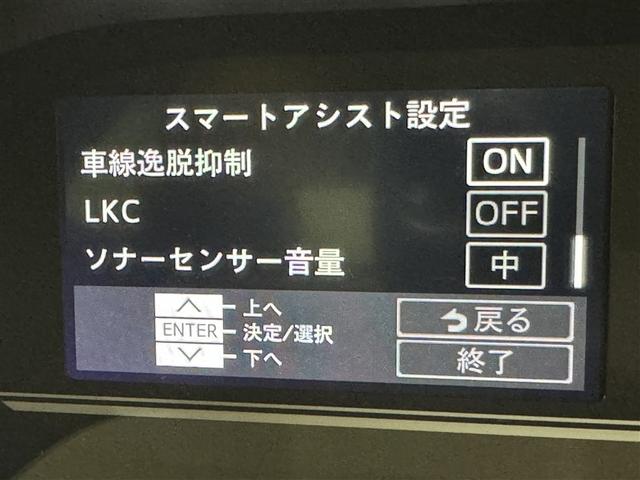 スマートアシスト設定
車線逸脱抑制 ON
LKC OFF
ソナーセンサー音量 中
上へ
ENTER 決定/選択
下へ
戻る
終了